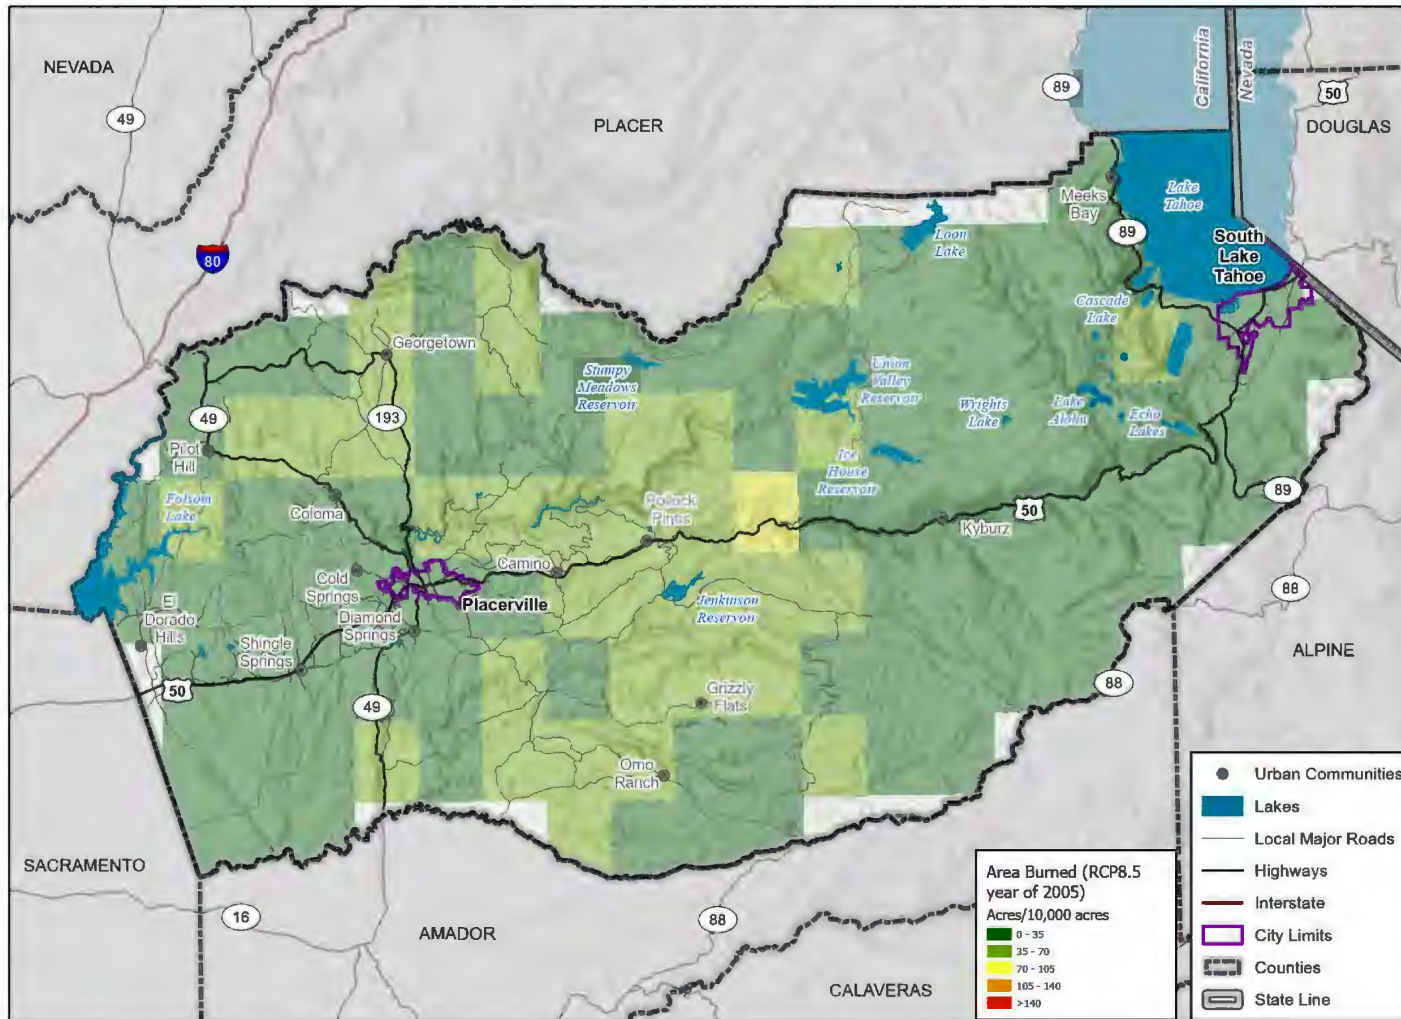 NEVADA
49
80
PLACER
89
California
Nevada
50
DOUGLAS
Meeks
Bay
Lake
Tahoe
89
South
Lake
Tahoe
Loon
Lake
Cascade
Lake
Georgetown
Stumpy
Meadows
Reservoir
Union
Valley
Reservoir
49
193
Wrights
Lake
Lake
Aloha
Echo
Lakes
Pilot
Hill
Ice
House
Reservoir
Folsom
Lake
Coloma
Pollock
Pines
50
Kyburz
89
Cold
Springs
Camino
Placerville
Jenkinson
Reservoir
88
El
Dorado
Hills
Diamond
Springs
Shingle
Springs
50
49
Grizzly
Flats
88
ALPINE
Omo
Ranch
SACRAMENTO
16
AMADOR
88
CALAVERAS
Area Burned (RCP8.5
year of 2005)
Acres/10,000 acres
0 - 35
35 - 70
70 - 105
105 - 140
>140
Urban Communities
Lakes
Local Major Roads
Highways
Interstate
City Limits
Counties
State Line